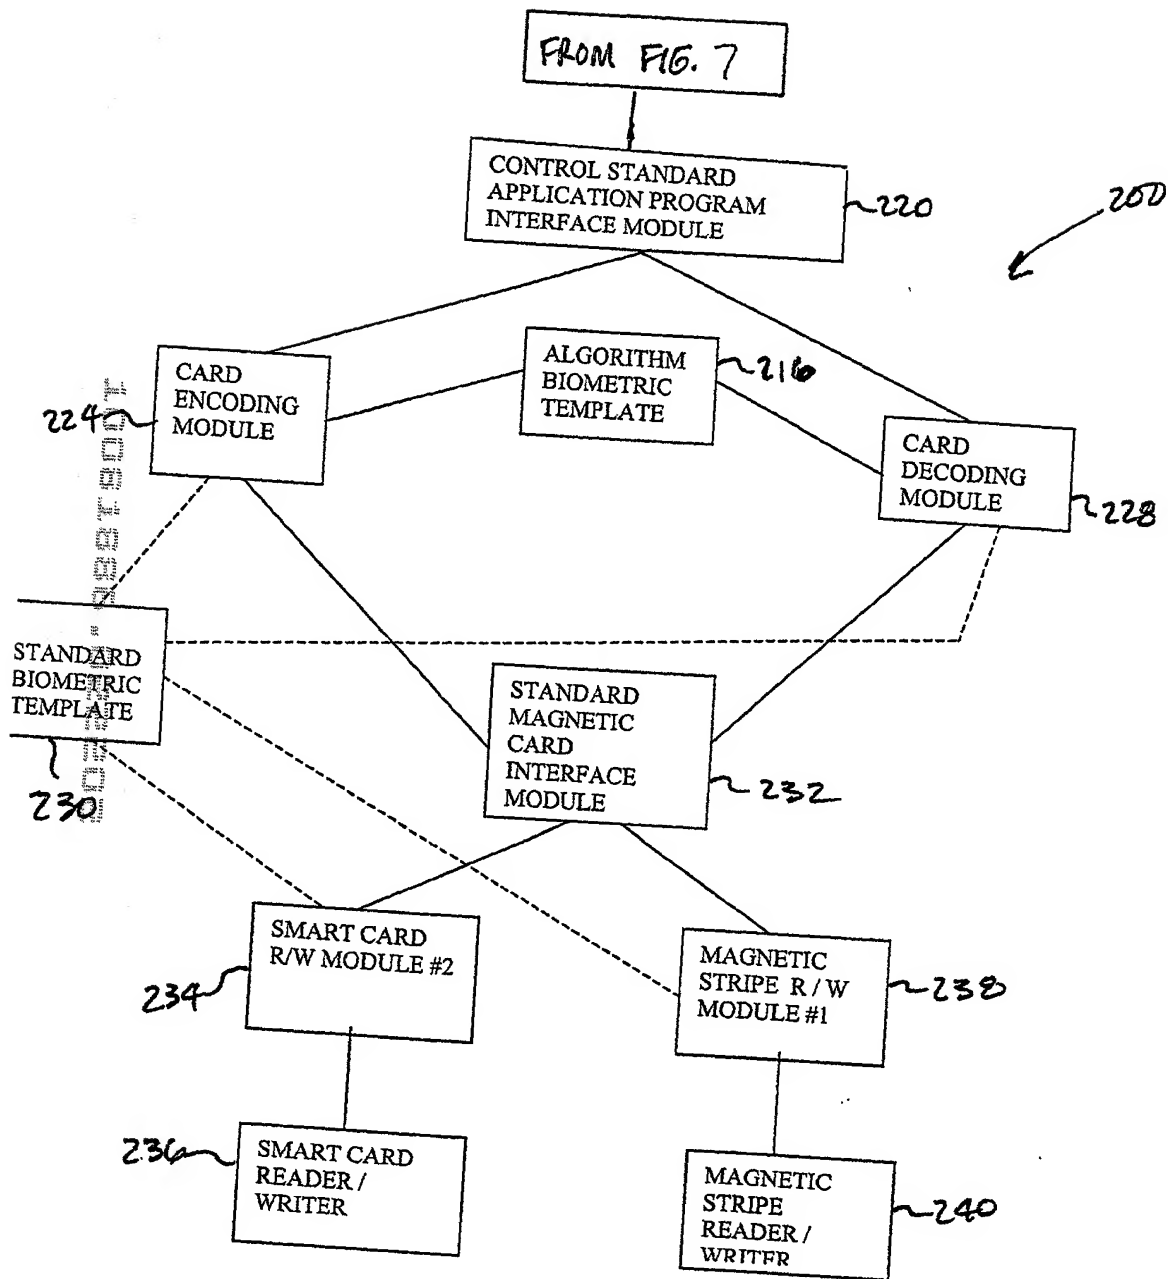 FROM FIG. 7
CONTROL STANDARD
APPLICATION PROGRAM
INTERFACE MODULE
220
200
CARD
ENCODING
MODULE
224
ALGORITHM
BIOMETRIC
TEMPLATE
216
CARD
DECODING
MODULE
228
STANDARD
BIOMETRIC
TEMPLATE
230
STANDARD
MAGNETIC
CARD
INTERFACE
MODULE
232
SMART CARD
R/W MODULE #2
234
MAGNETIC
STRIPE R / W
MODULE #1
238
SMART CARD
READER /
WRITER
236
MAGNETIC
STRIPE
READER /
WRITER
240